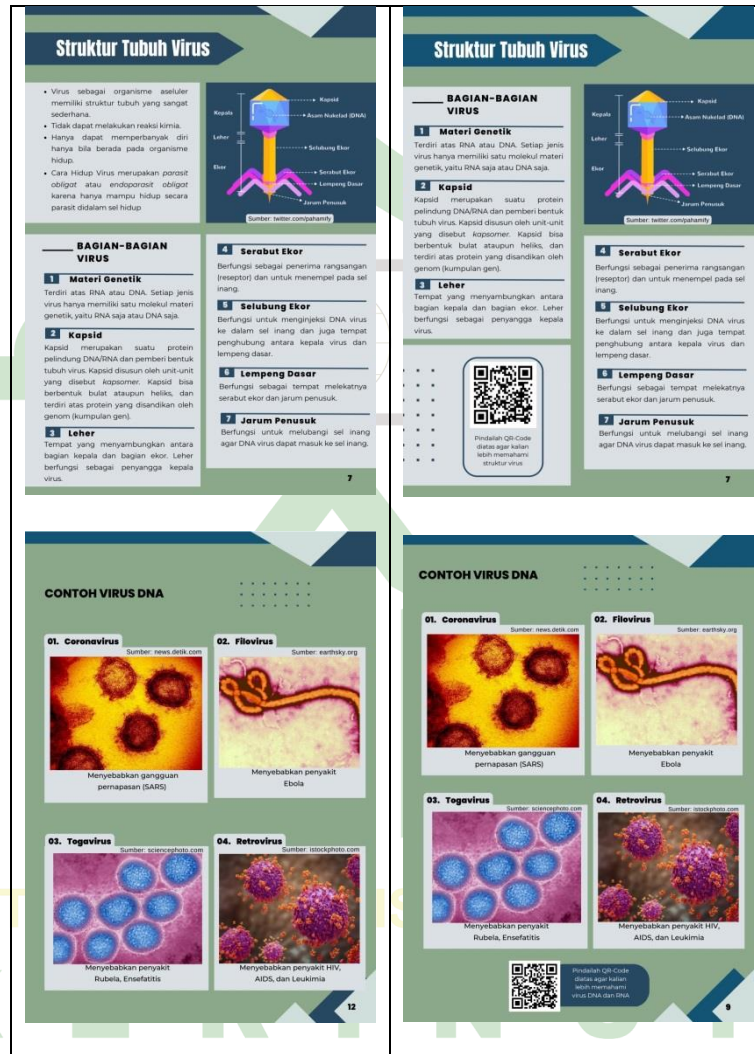 Struktur Tubuh Virus
• Virus sebagai organisme aseluler
memiliki struktur tubuh yang sangat
sederhana.
• Tidak dapat melakukan reaksi kimia.
• Hanya dapat memperbanyak diri
hanya bila berada pada organisme
hidup.
• Cara Hidup Virus merupakan parasit
obligat atau endoparasit obligat
karena hanya mampu hidup secara
parasit didalam sel hidup
Kepala
Leher
Ekor
Kapsid
Asam Nukelad (DNA)
Selubung Ekor
Serabut Ekor
Lempeng Dasar
Jarum Penusuk
Sumber: twitter.com/pahamify
BAGIAN-BAGIAN
VIRUS
1 Materi Genetik
Terdiri atas RNA atau DNA. Setiap jenis
virus hanya memiliki satu molekul materi
genetik, yaitu RNA saja atau DNA saja.
2 Kapsid
Kapsid merupakan suatu protein
pelindung DNA/RNA dan pemberi bentuk
tubuh virus. Kapsid disusun oleh unit-unit
yang disebut kapsomer. Kapsid bisa
berbentuk bulat ataupun heliks, dan
terdiri atas protein yang disandikan oleh
genom (kumpulan gen).
3 Leher
Tempat yang menyambungkan antara
bagian kepala dan bagian ekor. Leher
berfungsi sebagai penyangga kepala
virus.
4 Serabut Ekor
Berfungsi sebagai penerima rangsangan
(reseptor) dan untuk menempel pada sel
inang.
5 Selubung Ekor
Berfungsi untuk menginjeksi DNA virus
ke dalam sel inang dan juga tempat
penghubung antara kepala virus dan
lempeng dasar.
6 Lempeng Dasar
Berfungsi sebagai tempat melekatnya
serabut ekor dan jarum penusuk.
7 Jarum Penusuk
Berfungsi untuk melubangi sel inang
agar DNA virus dapat masuk ke sel inang.
7
Struktur Tubuh Virus
BAGIAN-BAGIAN
VIRUS
1 Materi Genetik
Terdiri atas RNA atau DNA. Setiap jenis
virus hanya memiliki satu molekul materi
genetik, yaitu RNA saja atau DNA saja.
2 Kapsid
Kapsid merupakan suatu protein
pelindung DNA/RNA dan pemberi bentuk
tubuh virus. Kapsid disusun oleh unit-unit
yang disebut kapsomer. Kapsid bisa
berbentuk bulat ataupun heliks, dan
terdiri atas protein yang disandikan oleh
genom (kumpulan gen).
3 Leher
Tempat yang menyambungkan antara
bagian kepala dan bagian ekor. Leher
berfungsi sebagai penyangga kepala
virus.
Pindailah QR-Code
diatas agar kalian
lebih memahami
struktur virus
Kepala
Leher
Ekor
Kapsid
Asam Nukelad (DNA)
Selubung Ekor
Serabut Ekor
Lempeng Dasar
Jarum Penusuk
Sumber: twitter.com/pahamify
4 Serabut Ekor
Berfungsi sebagai penerima rangsangan
(reseptor) dan untuk menempel pada sel
inang.
5 Selubung Ekor
Berfungsi untuk menginjeksi DNA virus
ke dalam sel inang dan juga tempat
penghubung antara kepala virus dan
lempeng dasar.
6 Lempeng Dasar
Berfungsi sebagai tempat melekatnya
serabut ekor dan jarum penusuk.
7 Jarum Penusuk
Berfungsi untuk melubangi sel inang
agar DNA virus dapat masuk ke sel inang.
7
CONTOH VIRUS DNA
01. Coronavirus
Sumber: news.detik.com
Menyebabkan gangguan
pernapasan (SARS)
02. Filovirus
Sumber: earthsky.org
Menyebabkan penyakit
Ebola
03. Togavirus
Sumber: sciencephoto.com
Menyebabkan penyakit
Rubela, Ensefatitis
04. Retrovirus
Sumber: istockphoto.com
Menyebabkan penyakit HIV,
AIDS, dan Leukimia
12
CONTOH VIRUS DNA
01. Coronavirus
Sumber: news.detik.com
Menyebabkan gangguan
pernapasan (SARS)
02. Filovirus
Sumber: earthsky.org
Menyebabkan penyakit
Ebola
03. Togavirus
Sumber: sciencephoto.com
Menyebabkan penyakit
Rubela, Ensefatitis
04. Retrovirus
Sumber: istockphoto.com
Menyebabkan penyakit HIV,
AIDS, dan Leukimia
Pindailah QR-Code
diatas agar kalian
lebih memahami
virus DNA dan RNA
9